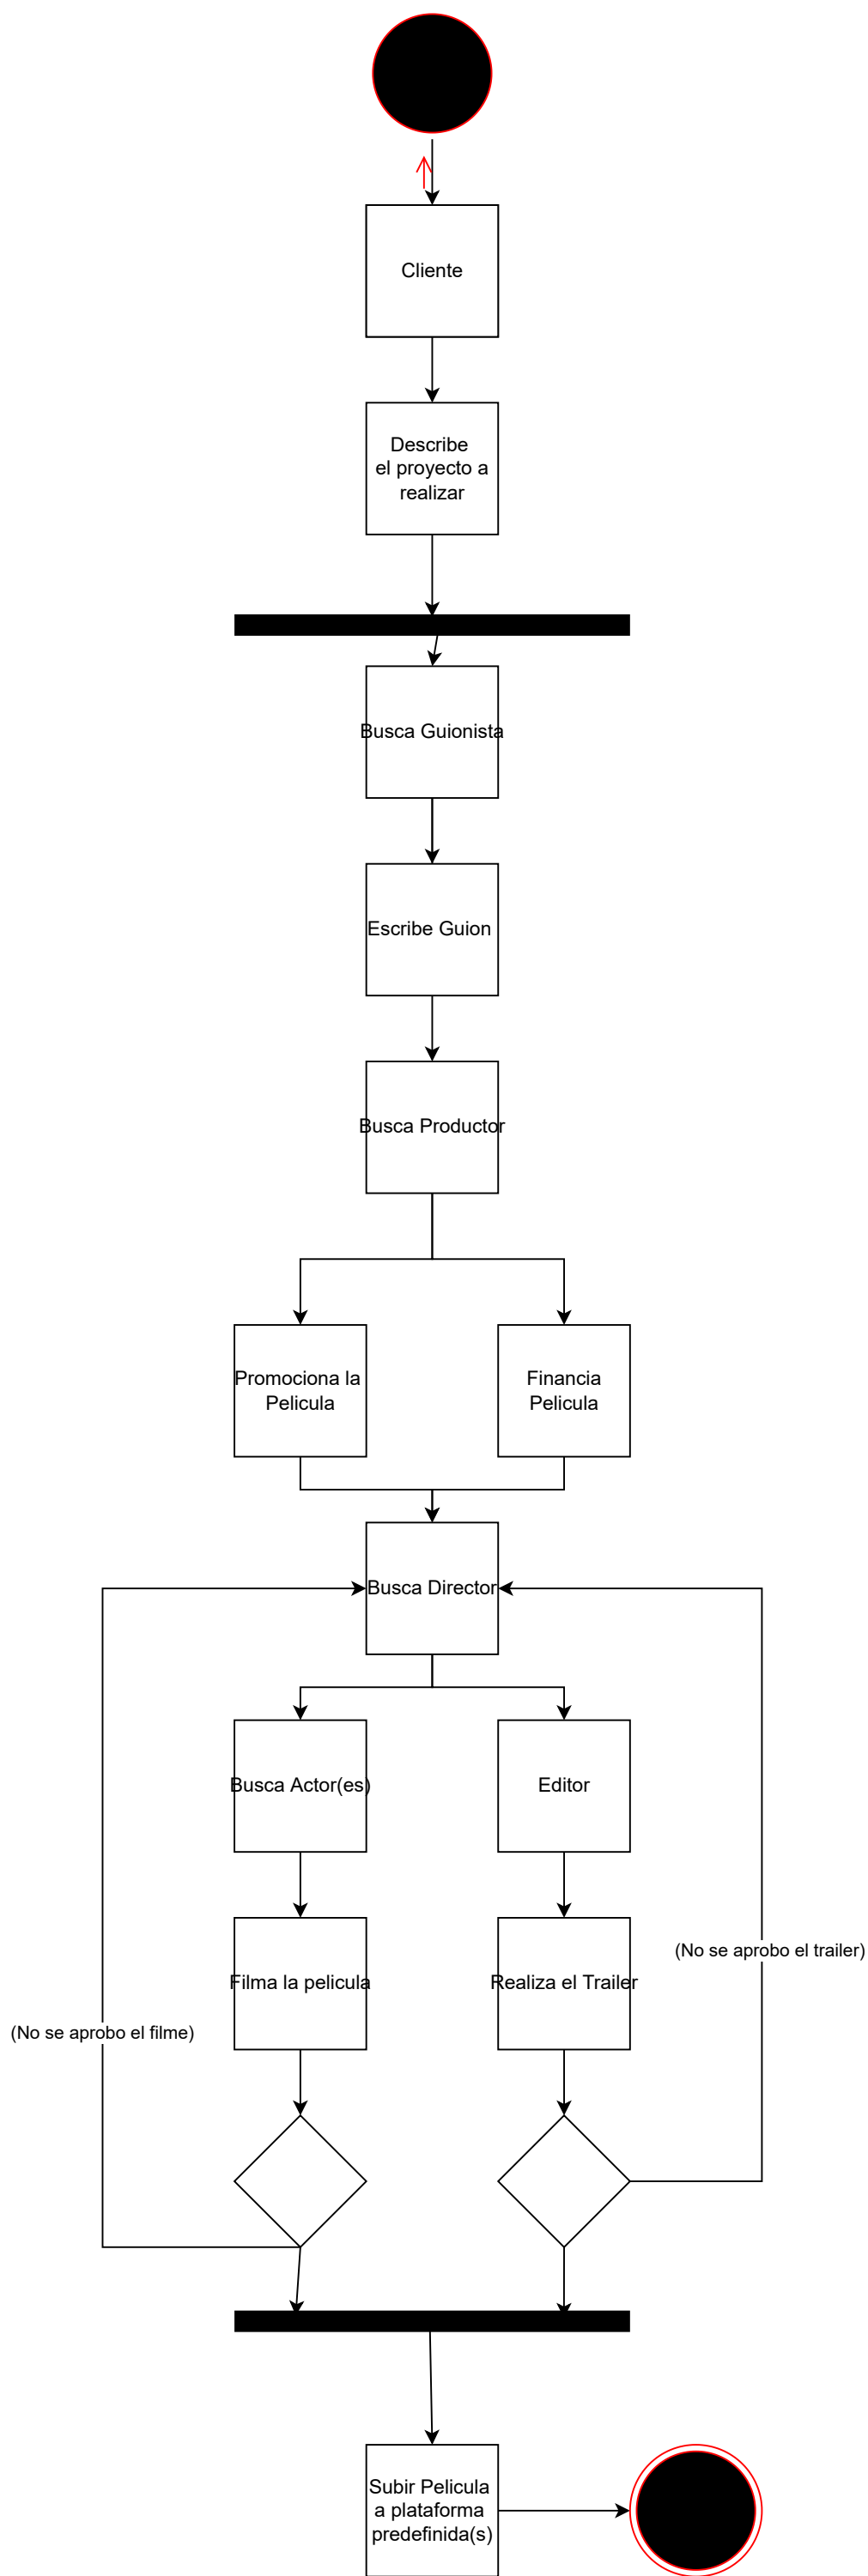 Cliente
Describe
el proyecto a
realizar
Busca Guionista
Escribe Guion
Busca Productor
Promociona la
Pelicula
Financia
Pelicula
Busca Director
Busca Actor(es)
Editor
Filma la pelicula
Realiza el Trailer
(No se aprobo el trailer)
(No se aprobo el filme)
Subir Pelicula
a plataforma
predefinida(s)